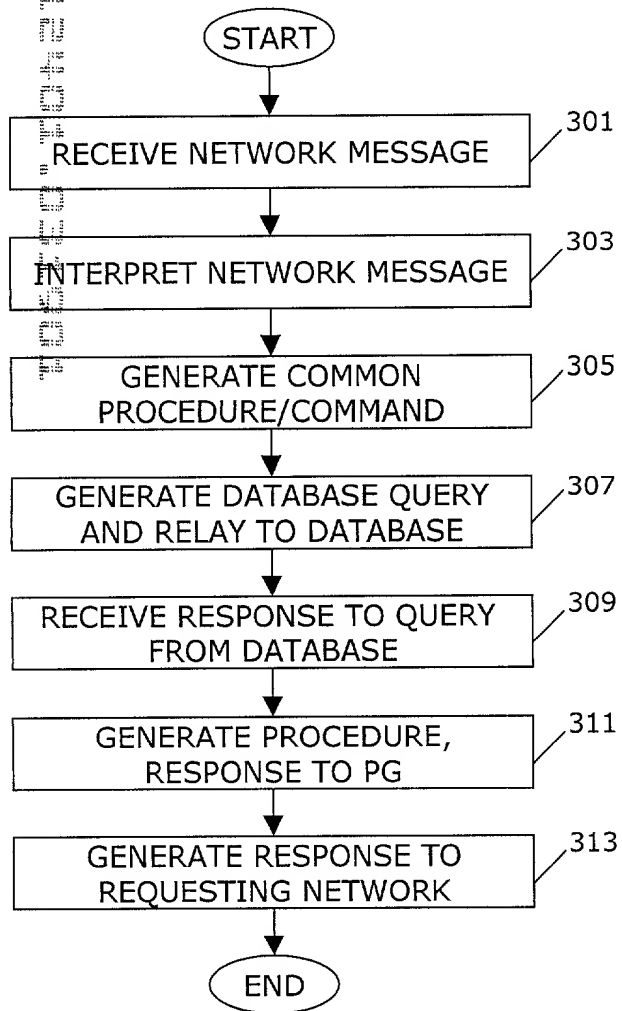 START
RECEIVE NETWORK MESSAGE
301
INTERPRET NETWORK MESSAGE
303
GENERATE COMMON
PROCEDURE/COMMAND
305
GENERATE DATABASE QUERY
AND RELAY TO DATABASE
307
RECEIVE RESPONSE TO QUERY
FROM DATABASE
309
GENERATE PROCEDURE,
RESPONSE TO PG
311
GENERATE RESPONSE TO
REQUESTING NETWORK
313
END